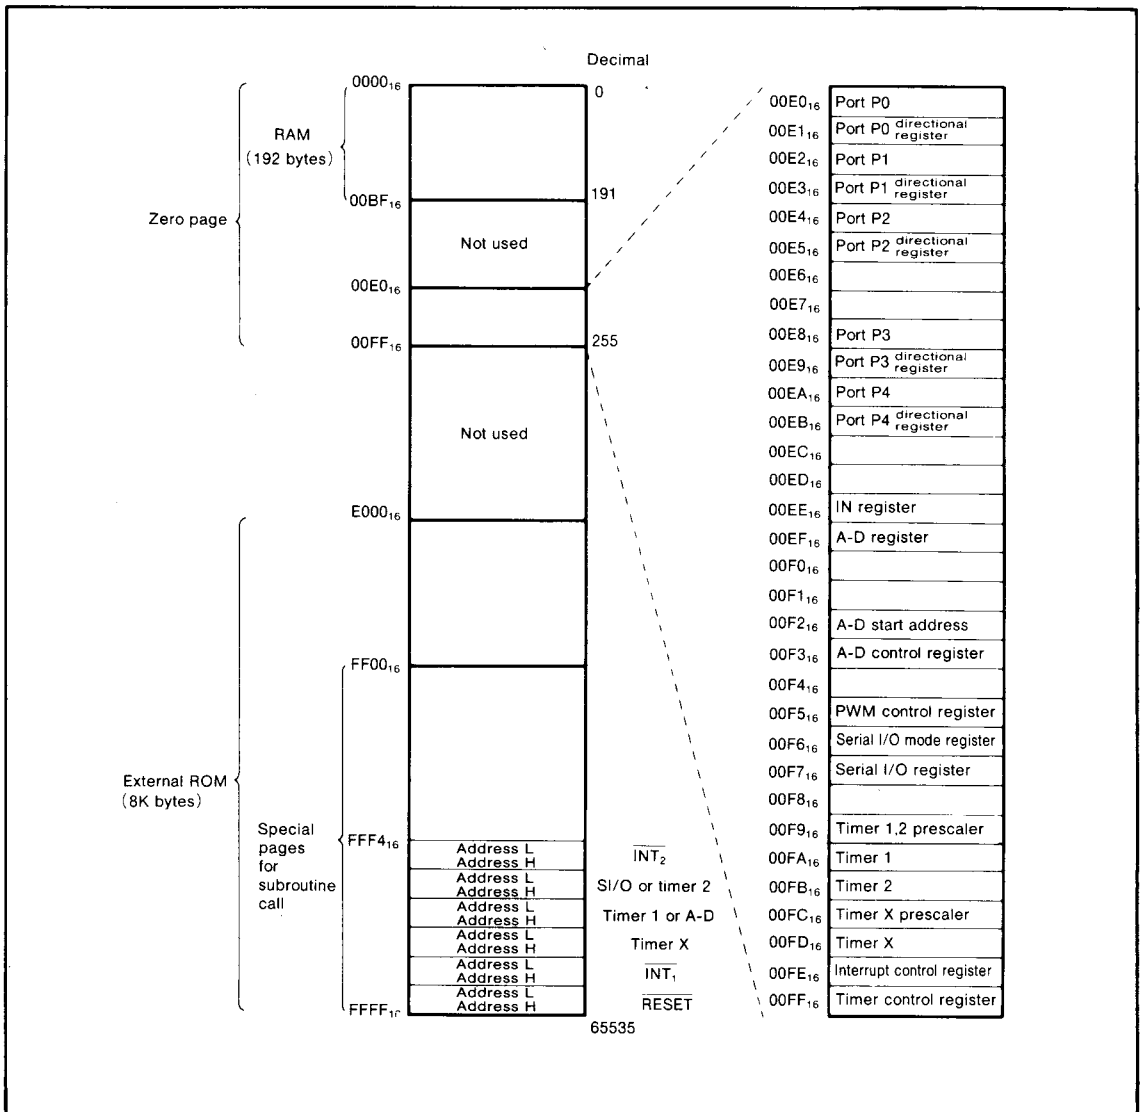 Decimal
0000₁₆
0
RAM
(192 bytes)
191
00BF₁₆
Zero page
Not used
00E0₁₆
00FF₁₆
255
Not used
E000₁₆
FF00₁₆
External ROM
(8K bytes)
Special
pages
for
subroutine
call
FFF4₁₆
Address L
Address H
INT₂
Address L
Address H
SI/O or timer 2
Address L
Address H
Timer 1 or A-D
Address L
Address H
Timer X
Address L
Address H
INT₁
Address L
Address H
RESET
FFFF₁₆
65535
00E0₁₆ Port P0
00E1₁₆ Port P0 directional register
00E2₁₆ Port P1
00E3₁₆ Port P1 directional register
00E4₁₆ Port P2
00E5₁₆ Port P2 directional register
00E6₁₆
00E7₁₆
00E8₁₆ Port P3
00E9₁₆ Port P3 directional register
00EA₁₆ Port P4
00EB₁₆ Port P4 directional register
00EC₁₆
00ED₁₆
00EE₁₆ IN register
00EF₁₆ A-D register
00F0₁₆
00F1₁₆
00F2₁₆ A-D start address
00F3₁₆ A-D control register
00F4₁₆
00F5₁₆ PWM control register
00F6₁₆ Serial I/O mode register
00F7₁₆ Serial I/O register
00F8₁₆
00F9₁₆ Timer 1,2 prescaler
00FA₁₆ Timer 1
00FB₁₆ Timer 2
00FC₁₆ Timer X prescaler
00FD₁₆ Timer X
00FE₁₆ Interrupt control register
00FF₁₆ Timer control register